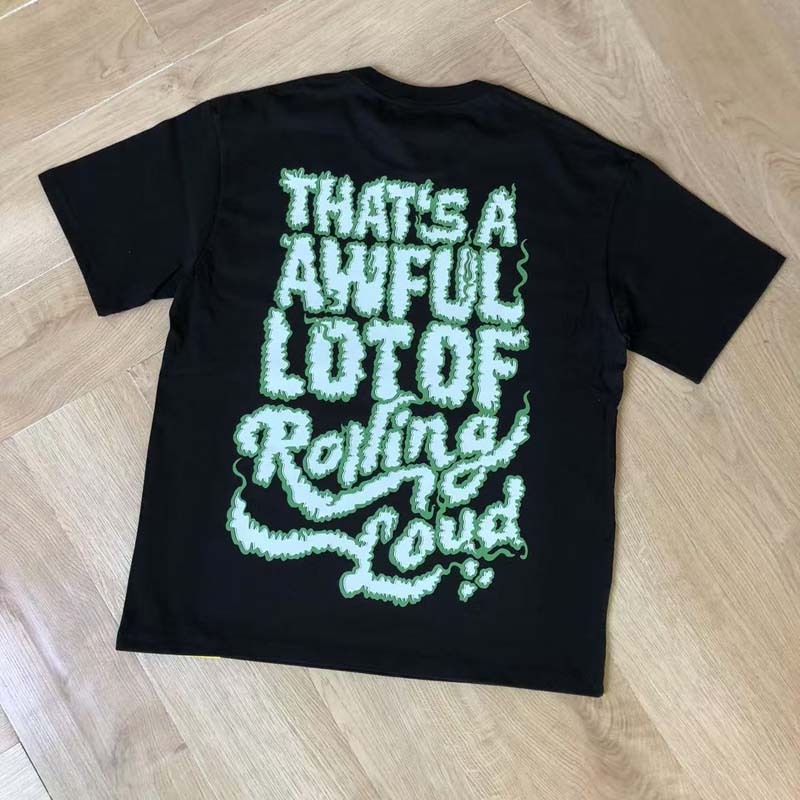 THAT'S A
AWFUL
LOT OF
Rolling
Loud